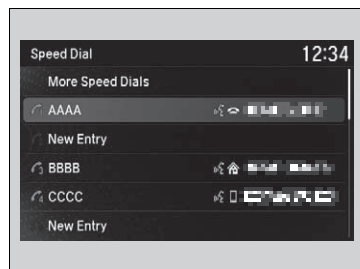 Speed Dial 12:34
More Speed Dials
AAAA
New Entry
BBBB
CCCC
New Entry